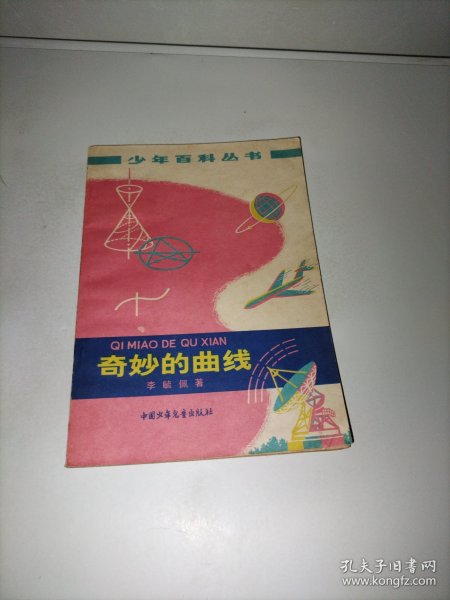 少年百科丛书
QI MIAO DE QU XIAN
奇妙的曲线
李毓佩著
中国少年儿童出版社
孔夫子旧书网
www.kongfz.com